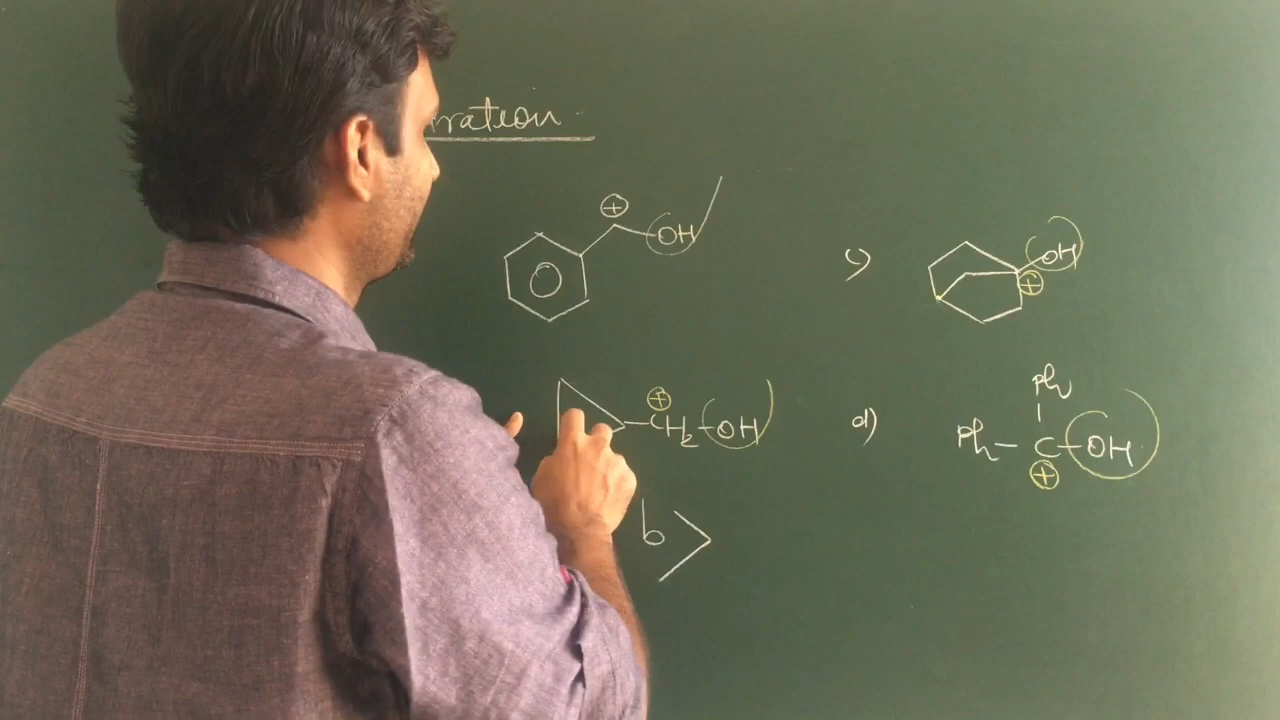 ration
⊕
OH
c) OH
⊕
⊕
CH2-OH
d) Ph
Ph-C-OH
⊕
b >